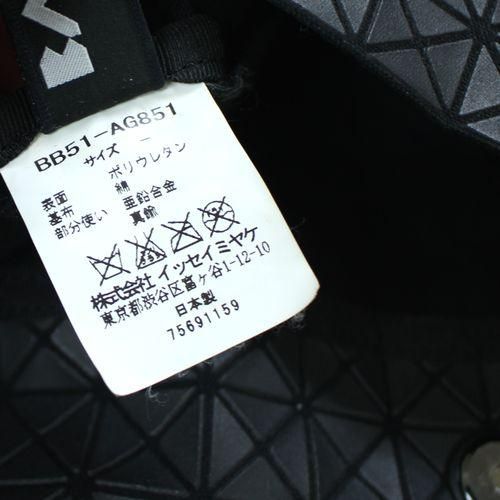 BB51-AG851
サイズ ー
表面 ポリウレタン
基布 綿
部分使い 亜鉛合金
真鍮
株式会社 イッセイミヤケ
東京都渋谷区富ヶ谷1-12-10
日本製
75691159